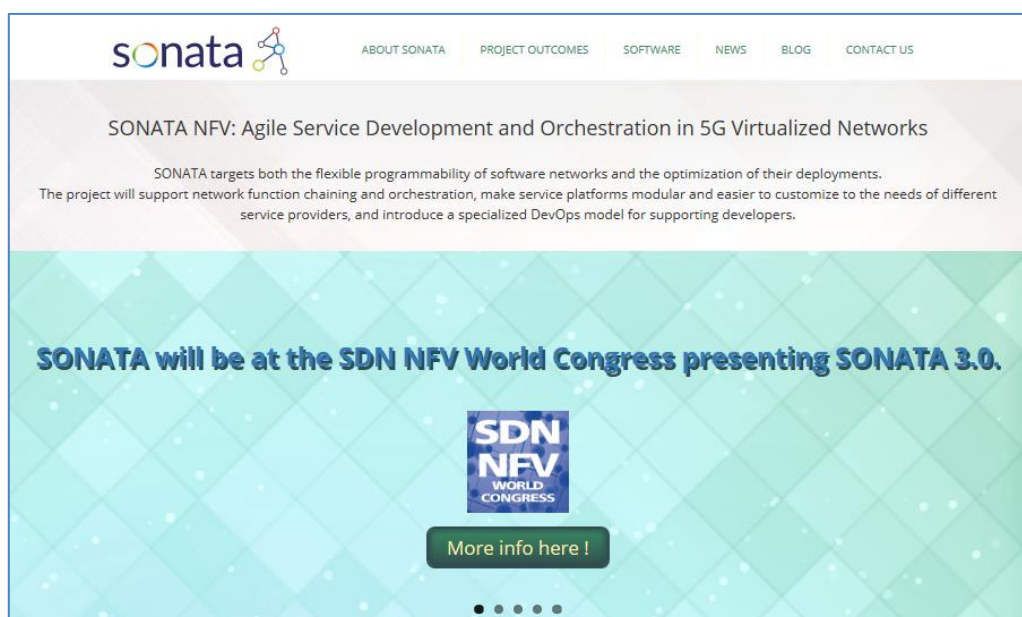 sonata
ABOUT SONATA PROJECT OUTCOMES SOFTWARE NEWS BLOG CONTACT US
SONATA NFV: Agile Service Development and Orchestration in 5G Virtualized Networks
SONATA targets both the flexible programmability of software networks and the optimization of their deployments.
The project will support network function chaining and orchestration, make service platforms modular and easier to customize to the needs of different
service providers, and introduce a specialized DevOps model for supporting developers.
SONATA will be at the SDN NFV World Congress presenting SONATA 3.0.
SDN
NFV
WORLD
CONGRESS
More info here !